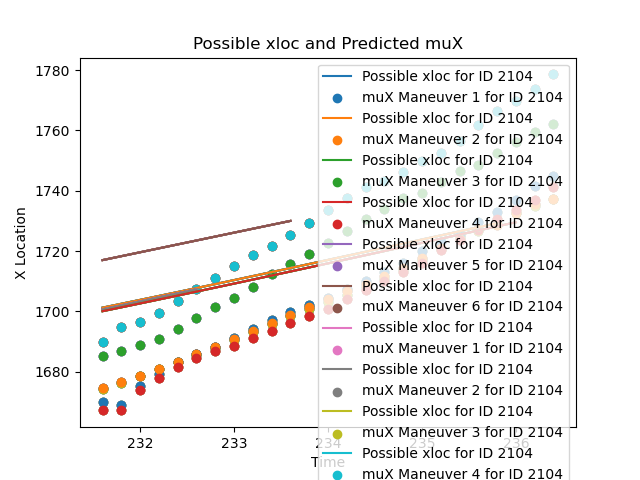 Possible xloc and Predicted muX
1780
1760
1740
1720
1700
1680
X Location
232
233
234
235
236
Time
Possible xloc for ID 2104
muX Maneuver 1 for ID 2104
Possible xloc for ID 2104
muX Maneuver 2 for ID 2104
Possible xloc for ID 2104
muX Maneuver 3 for ID 2104
Possible xloc for ID 2104
muX Maneuver 4 for ID 2104
Possible xloc for ID 2104
muX Maneuver 5 for ID 2104
Possible xloc for ID 2104
muX Maneuver 6 for ID 2104
Possible xloc for ID 2104
muX Maneuver 1 for ID 2104
Possible xloc for ID 2104
muX Maneuver 2 for ID 2104
Possible xloc for ID 2104
muX Maneuver 3 for ID 2104
Possible xloc for ID 2104
muX Maneuver 4 for ID 2104